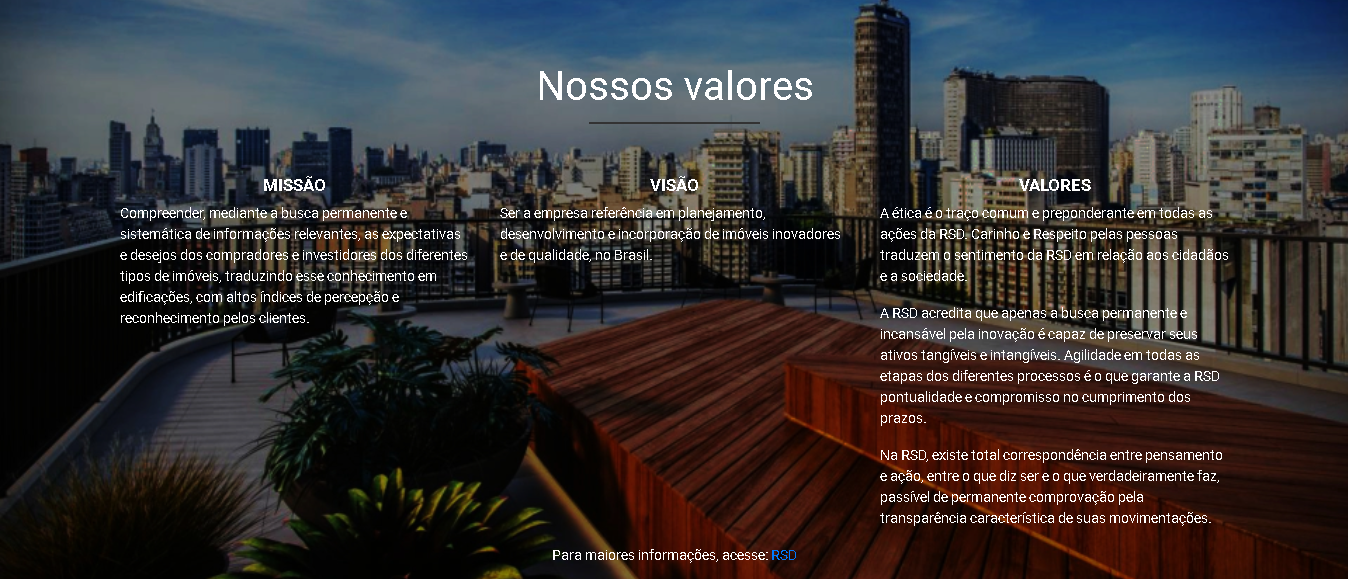 Nossos valores
MISSÃO
Compreender, mediante a busca permanente e
sistemática de informações relevantes, as expectativas
e desejos dos compradores e investidores dos diferentes
tipos de imóveis, traduzindo esse conhecimento em
edificações, com altos índices de percepção e
reconhecimento pelos clientes.
VISÃO
Ser a empresa referência em planejamento,
desenvolvimento e incorporação de imóveis inovadores
e de qualidade, no Brasil.
VALORES
A ética é o traço comum e preponderante em todas as
ações da RSD. Carinho e Respeito pelas pessoas
traduzem o sentimento da RSD em relação aos cidadãos
e a sociedade.
A RSD acredita que apenas a busca permanente e
incansável pela inovação é capaz de preservar seus
ativos tangíveis e intangíveis. Agilidade em todas as
etapas dos diferentes processos é o que garante a RSD
pontualidade e compromisso no cumprimento dos
prazos.
Na RSD, existe total correspondência entre pensamento
e ação, entre o que diz ser e o que verdadeiramente faz,
passível de permanente comprovação pela
transparência característica de suas movimentações.
Para maiores informações, acesse: RSD